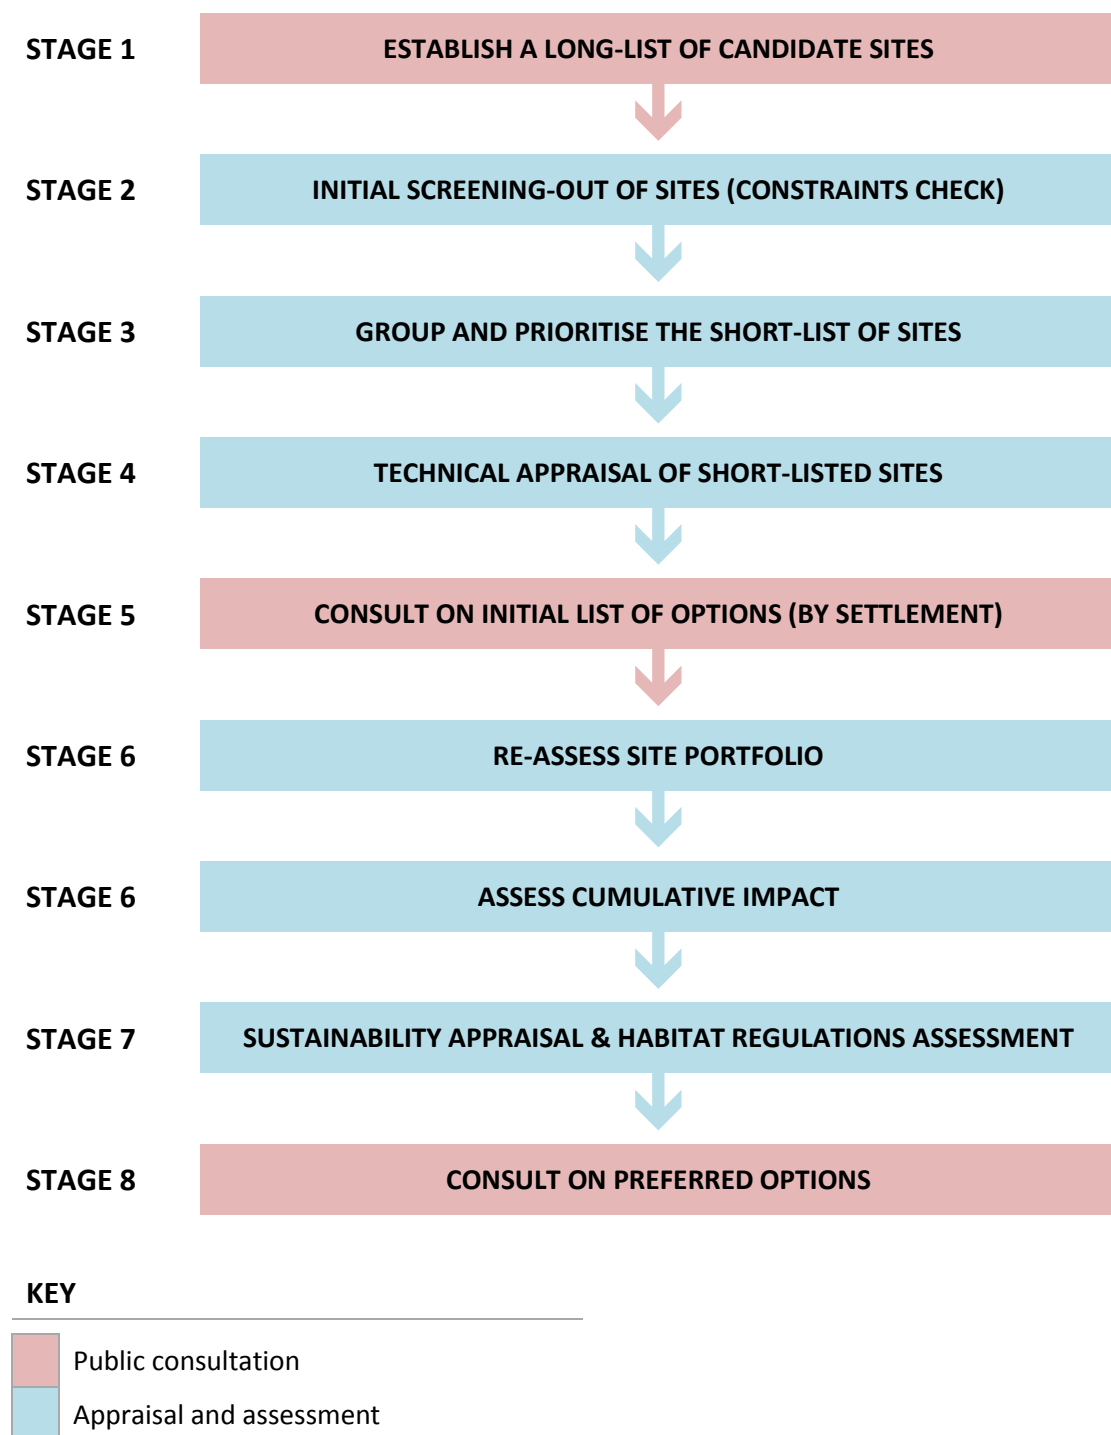 STAGE 1
ESTABLISH A LONG-LIST OF CANDIDATE SITES
STAGE 2
INITIAL SCREENING-OUT OF SITES (CONSTRAINTS CHECK)
STAGE 3
GROUP AND PRIORITISE THE SHORT-LIST OF SITES
STAGE 4
TECHNICAL APPRAISAL OF SHORT-LISTED SITES
STAGE 5
CONSULT ON INITIAL LIST OF OPTIONS (BY SETTLEMENT)
STAGE 6
RE-ASSESS SITE PORTFOLIO
STAGE 6
ASSESS CUMULATIVE IMPACT
STAGE 7
SUSTAINABILITY APPRAISAL & HABITAT REGULATIONS ASSESSMENT
STAGE 8
CONSULT ON PREFERRED OPTIONS
KEY
Public consultation
Appraisal and assessment